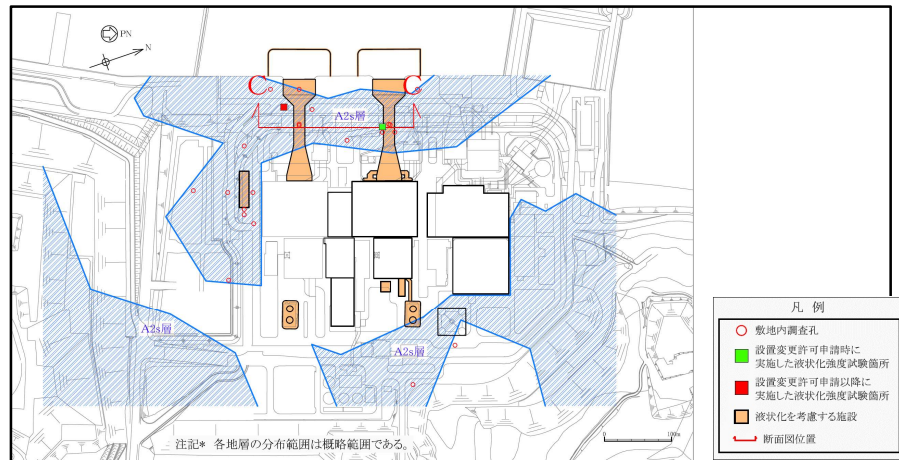 PN
N
C
C
A2s層
A2s層
A2s層
注記* 各地層の分布範囲は概略範囲である。
0
100m
凡 例
敷地内調査孔
設置変更許可申請時に
実施した液状化強度試験箇所
設置変更許可申請以降に
実施した液状化強度試験箇所
液状化を考慮する施設
断面図位置